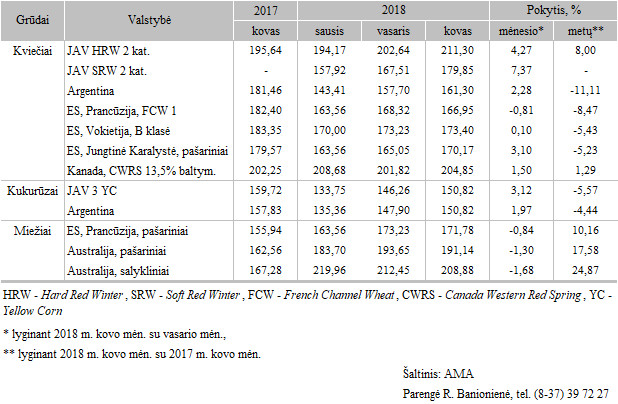 Grūdai Valstybė 2017 2018 Pokytis, %
kovas sausis vasaris kovas mėnesio* metų**
Kviečiai JAV HRW 2 kat. 195,64 194,17 202,64 211,30 4,27 8,00
JAV SRW 2 kat. - 157,92 167,51 179,85 7,37 -
Argentina 181,46 143,41 157,70 161,30 2,28 -11,11
ES, Prancūzija, FCW 1 182,40 163,56 168,32 166,95 -0,81 -8,47
ES, Vokietija, B klasė 183,35 170,00 173,23 173,40 0,10 -5,43
ES, Jungtinė Karalystė, pašariniai 179,57 163,56 165,05 170,17 3,10 -5,23
Kanada, CWRS 13,5% baltym. 202,25 208,68 201,82 204,85 1,50 1,29
Kukurūzai JAV 3 YC 159,72 133,75 146,26 150,82 3,12 -5,57
Argentina 157,83 135,36 147,90 150,82 1,97 -4,44
Miežiai ES, Prancūzija, pašariniai 155,94 163,56 173,23 171,78 -0,84 10,16
Australija, pašariniai 162,56 183,70 193,65 191,14 -1,30 17,58
Australija, salykliniai 167,28 219,96 212,45 208,88 -1,68 24,87
HRW - Hard Red Winter, SRW - Soft Red Winter, FCW - French Channel Wheat, CWRS - Canada Western Red Spring, YC -
Yellow Corn
* lyginant 2018 m. kovo mėn. su vasario mėn.,
** lyginant 2018 m. kovo mėn. su 2017 m. kovo mėn.
Šaltinis: AMA
Parengė R. Banionienė, tel. (8-37) 39 72 27